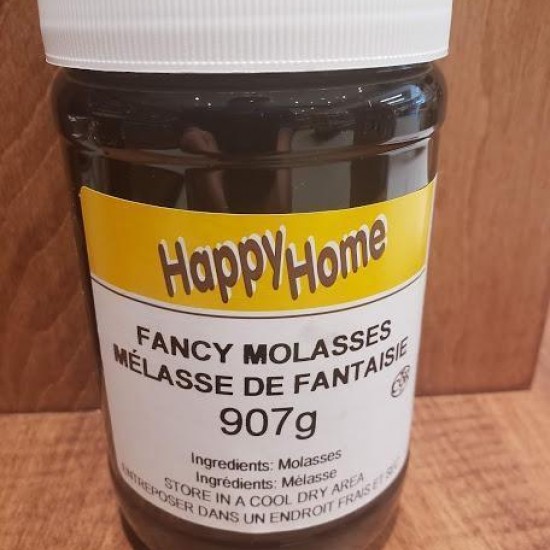 Happy Home
FANCY MOLASSES
MÉLASSE DE FANTAISIE
907g
Ingredients: Molasses
Ingrédients: Mélasse
STORE IN A COOL DRY AREA
ENTREPOSER DANS UN ENDROIT FRAIS ET SEC
COR